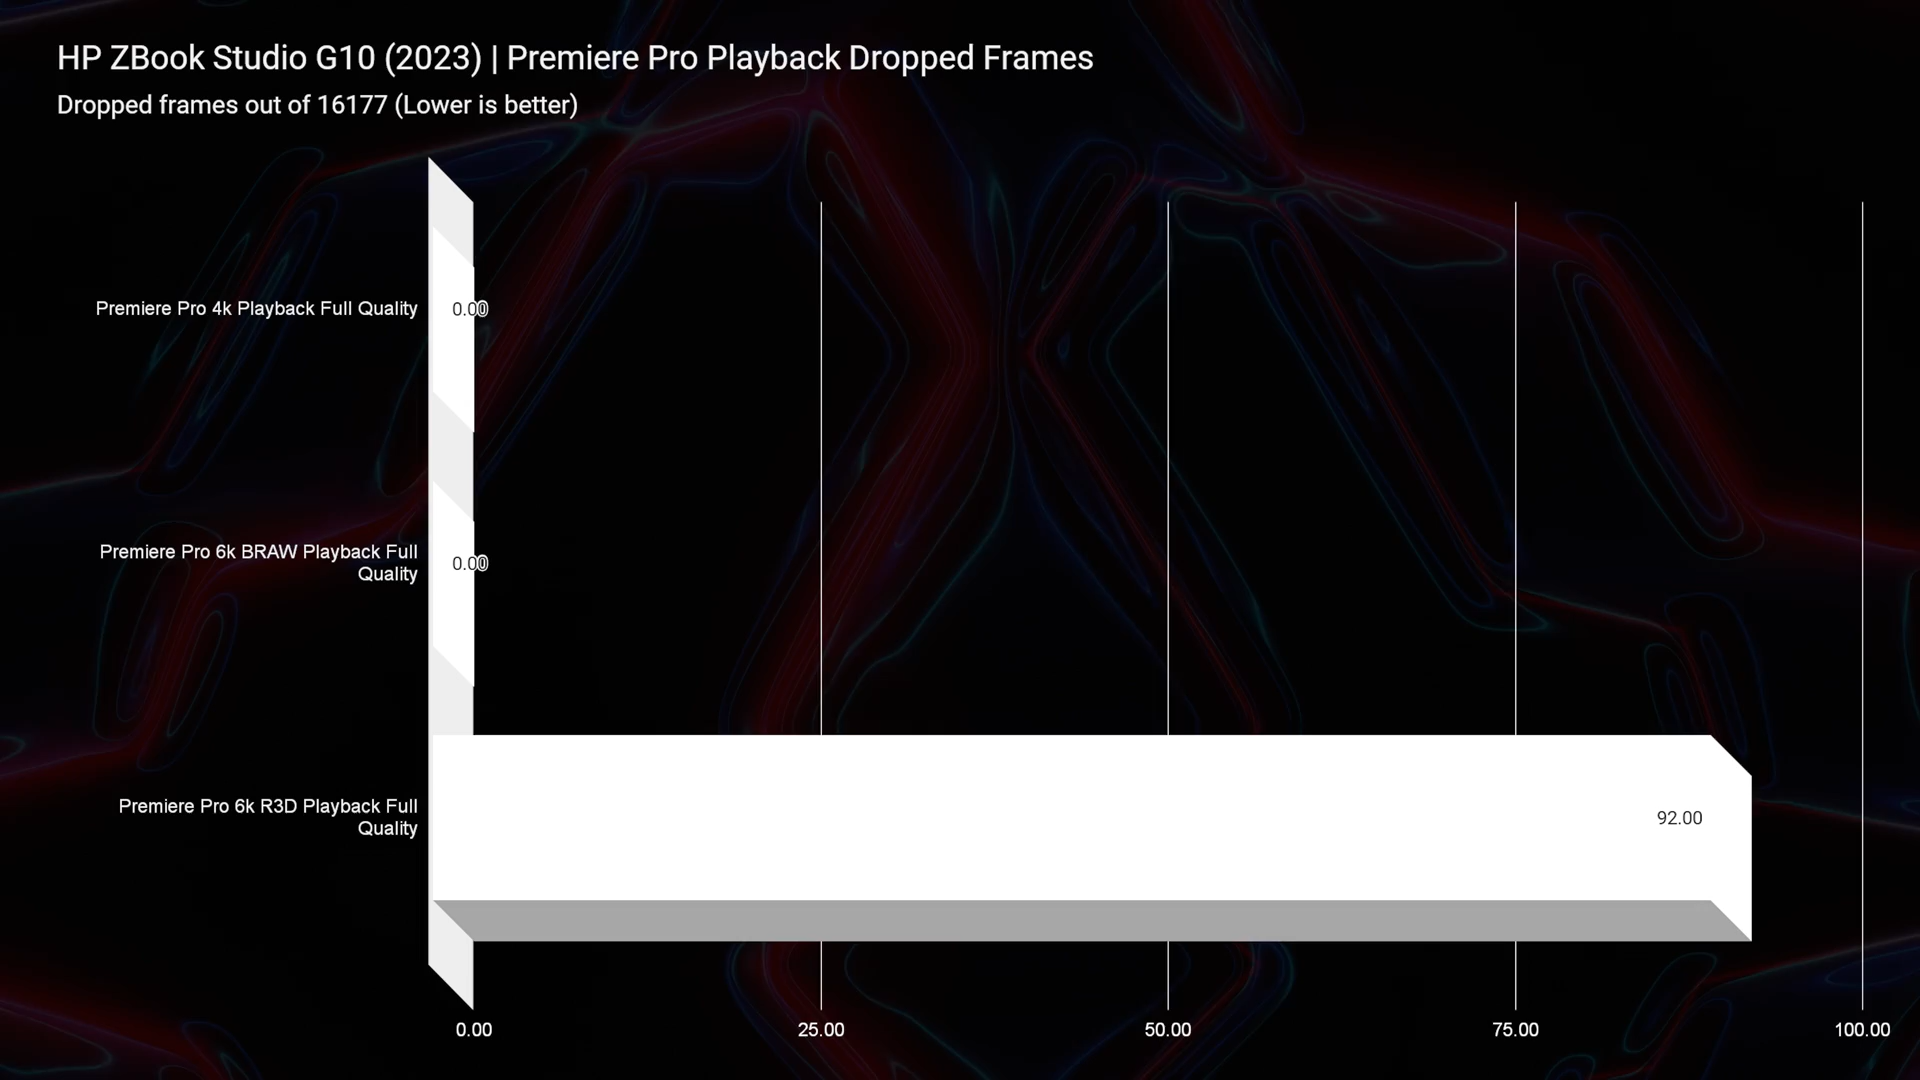 HP ZBook Studio G10 (2023) | Premiere Pro Playback Dropped Frames
Dropped frames out of 16177 (Lower is better)
Premiere Pro 4k Playback Full Quality
0.00
Premiere Pro 6k BRAW Playback Full
Quality
0.00
Premiere Pro 6k R3D Playback Full
Quality
92.00
0.00 25.00 50.00 75.00 100.00